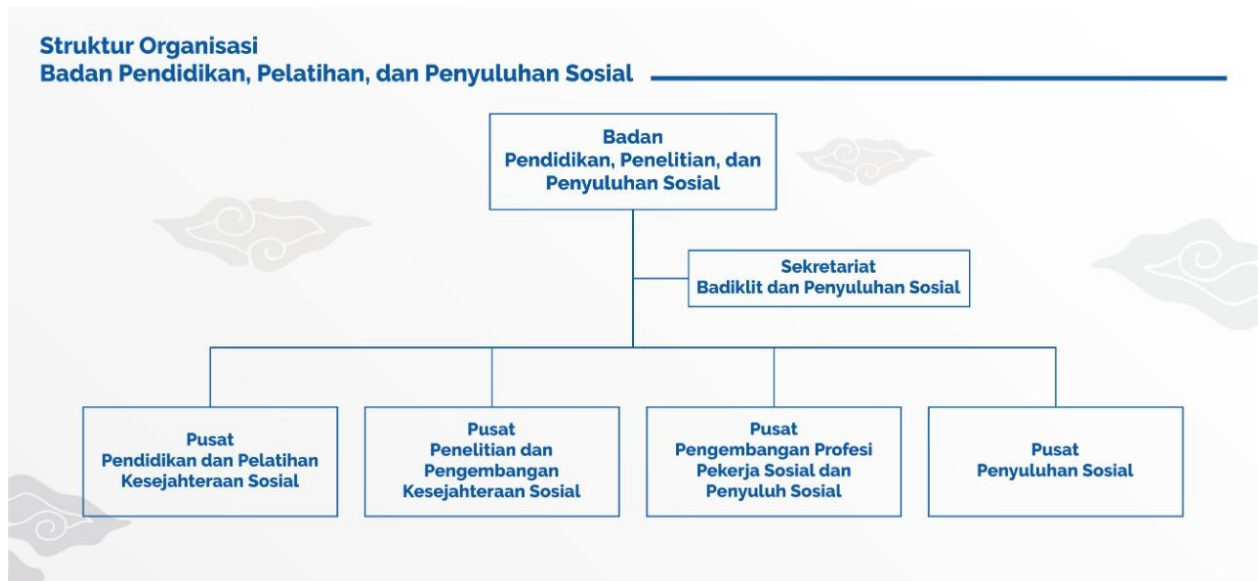 Struktur Organisasi
Badan Pendidikan, Pelatihan, dan Penyuluhan Sosial
Badan
Pendidikan, Penelitian, dan
Penyuluhan Sosial
Sekretariat
Badiklit dan Penyuluhan Sosial
Pusat
Pendidikan dan Pelatihan
Kesejahteraan Sosial
Pusat
Penelitian dan
Pengembangan
Kesejahteraan Sosial
Pusat
Pengembangan Profesi
Pekerja Sosial dan
Penyuluh Sosial
Pusat
Penyuluhan Sosial